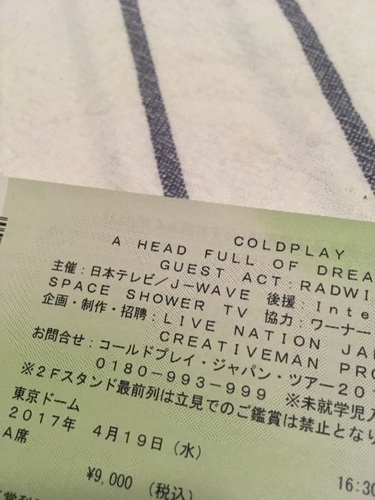 COLDPLAY
A HEAD FULL OF DREA
GUEST ACT:RADWI
主催:日本テレビ/J-WAVE 後援:Inte
SPACE SHOWER TV 協力:ワーナー
企画・制作・招聘:LIVE NATION JA
CREATIVEMAN PRO
お問合せ:コールドプレイ・ジャパン・ツアー20
0180-993-999 ※未就学児入
※2Fスタンド最前列は立見でのご鑑賞は禁止となり
東京ドーム
2017年 4月19日(水)
A席 16:30
¥9,000 (税込)